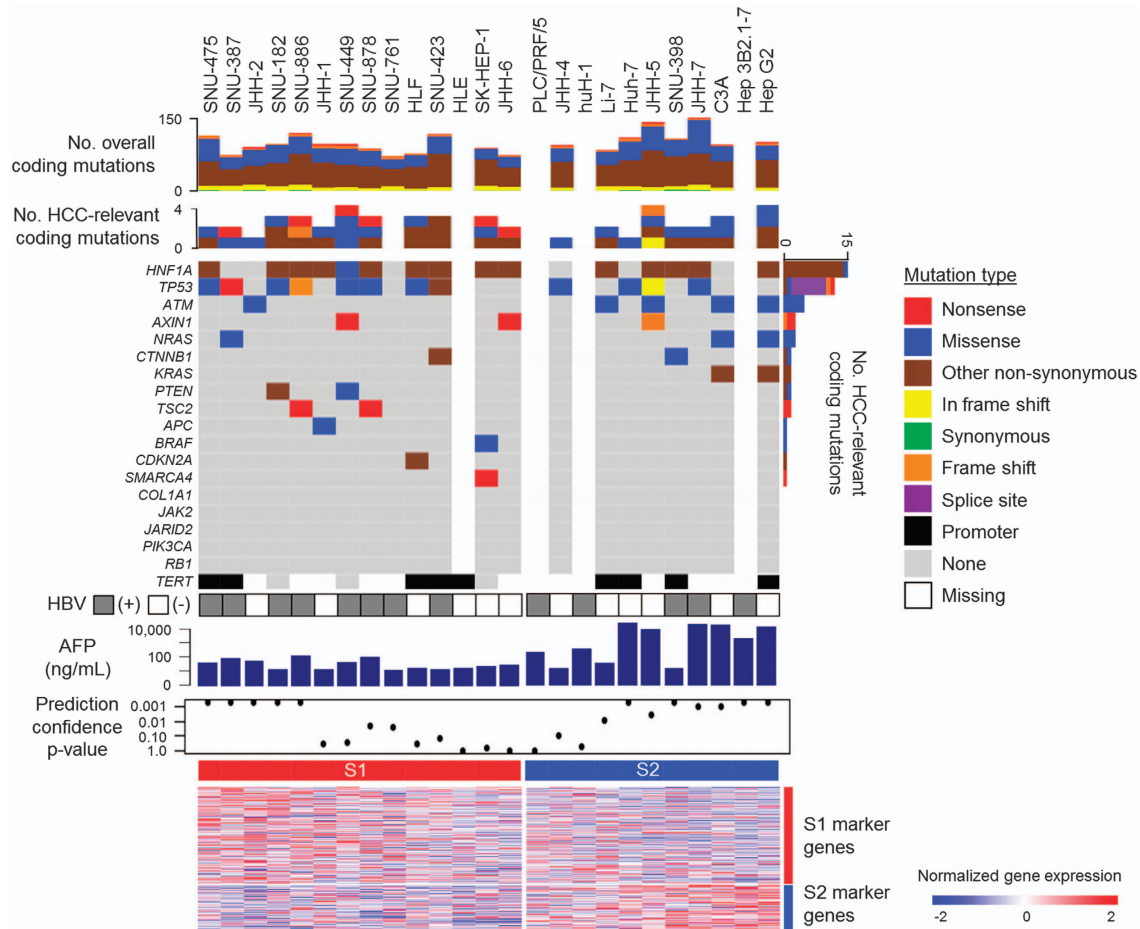 SNU-475
SNU-387
JHH-2
SNU-182
SNU-886
JHH-1
SNU-449
SNU-878
SNU-761
HLF
SNU-423
HLE
SK-HEP-1
JHH-6
PLC/PRF/5
JHH-4
huH-1
Li-7
Huh-7
JHH-5
SNU-398
JHH-7
C3A
Hep 3B2.1-7
Hep G2
No. overall
coding mutations
150
0
No. HCC-relevant
coding mutations
4
0
0
15
HNF1A
TP53
ATM
AXIN1
NRAS
CTNNB1
KRAS
PTEN
TSC2
APC
BRAF
CDKN2A
SMARCA4
COL1A1
JAK2
JARID2
PIK3CA
RB1
TERT
No. HCC-relevant
coding mutations
Mutation type
Nonsense
Missense
Other non-synonymous
In frame shift
Synonymous
Frame shift
Splice site
Promoter
None
Missing
HBV (+) (-)
AFP
(ng/mL)
10,000
100
0
Prediction
confidence
p-value
0.001
0.01
0.10
1.0
S1
S2
S1 marker
genes
S2 marker
genes
Normalized gene expression
-2
0
2